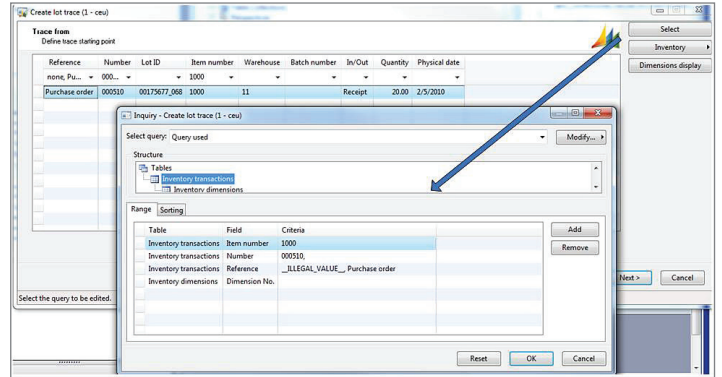 Create lot trace (1 - ceu)
Trace from
Define trace starting point
Select
Inventory
Dimensions display
Reference Number Lot ID Item number Warehouse Batch number In/Out Quantity Physical date
none, Pu... 000... 1000
Purchase order 000510 00175677_068 1000 11 Receipt 20.00 2/5/2010
Inquiry - Create lot trace (1 - ceu)
Select query: Query used Modify...
Structure
Tables
Inventory transactions
Inventory dimensions
Range Sorting
Table Field Criteria
Inventory transactions Item number 1000
Inventory transactions Number 000510,
Inventory transactions Reference __ILLEGAL_VALUE__, Purchase order
Inventory dimensions Dimension No.
Add
Remove
Reset OK Cancel
Next > Cancel
Select the query to be edited.